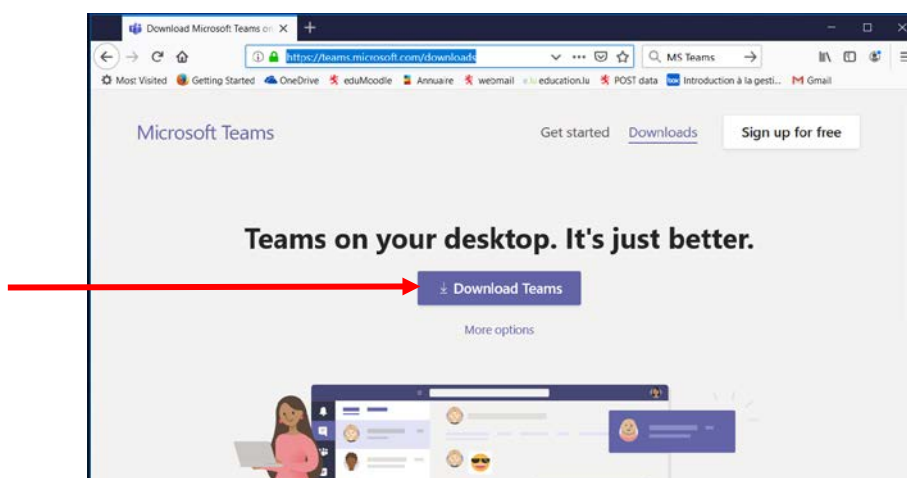 Download Microsoft Teams on
https://teams.microsoft.com/downloads
MS Teams
Most Visited Getting Started OneDrive eduMoodle Annuaire webmail education.lu POST data Introduction à la gesti... Gmail
Microsoft Teams
Get started Downloads Sign up for free
Teams on your desktop. It's just better.
Download Teams
More options